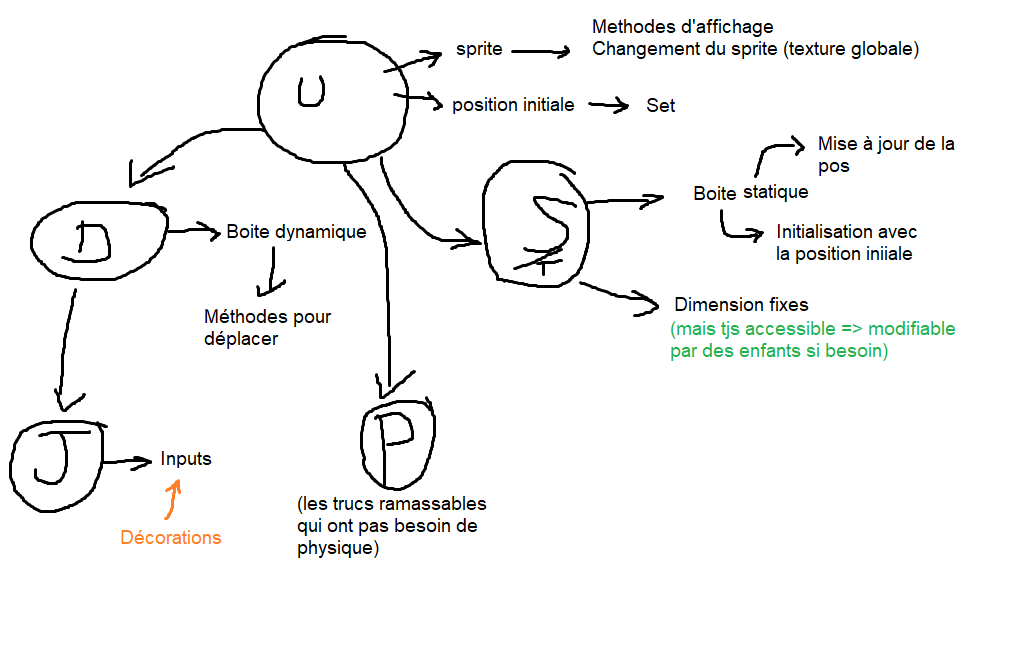 Methodes d'affichage
sprite
Changement du sprite (texture globale)
U
position initiale
Set
Mise à jour de la
pos
Boite statique
S
T
D
Boite dynamique
Initialisation avec
la position iniiale
Méthodes pour
déplacer
Dimension fixes
(mais tjs accessible => modifiable
par des enfants si besoin)
J
Inputs
P
Décorations
(les trucs ramassables
qui ont pas besoin de
physique)